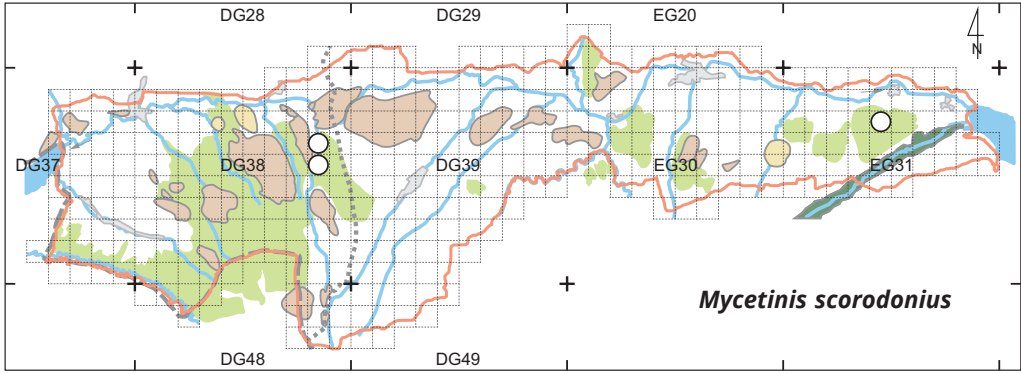 DG28 DG29 EG20
N
DG37 DG38 DG39 EG30 EG31
Mycetinis scorodonius
DG48 DG49